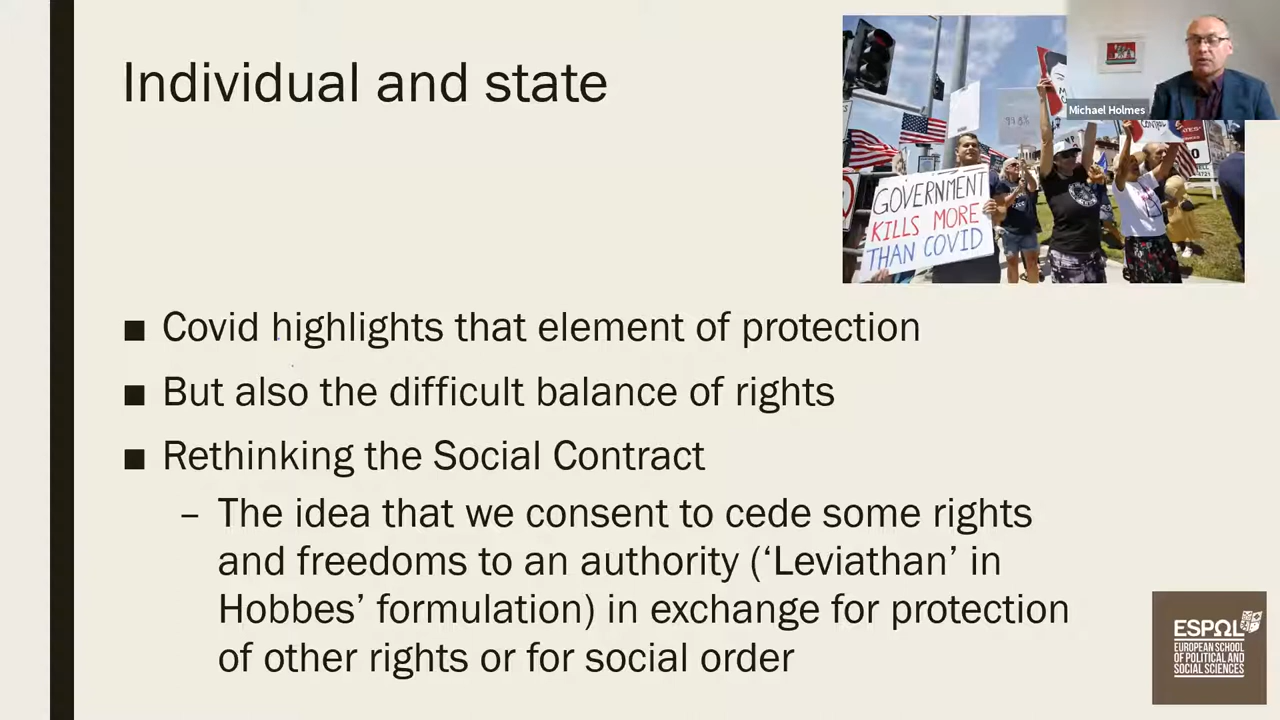 Individual and state
Michael Holmes
GOVERNMENT
KILLS MORE
THAN COVID
■ Covid highlights that element of protection
■ But also the difficult balance of rights
■ Rethinking the Social Contract
– The idea that we consent to cede some rights
and freedoms to an authority (‘Leviathan’ in
Hobbes’ formulation) in exchange for protection
of other rights or for social order
ESPΩL
EUROPEAN SCHOOL
OF POLITICAL AND
SOCIAL SCIENCES